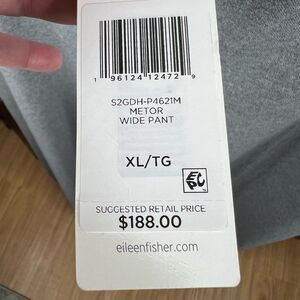 1 96124 12472 9
S2GDH-P4621M
METOR
WIDE PANT
XL/TG
SUGGESTED RETAIL PRICE
$188.00
eileenfisher.com